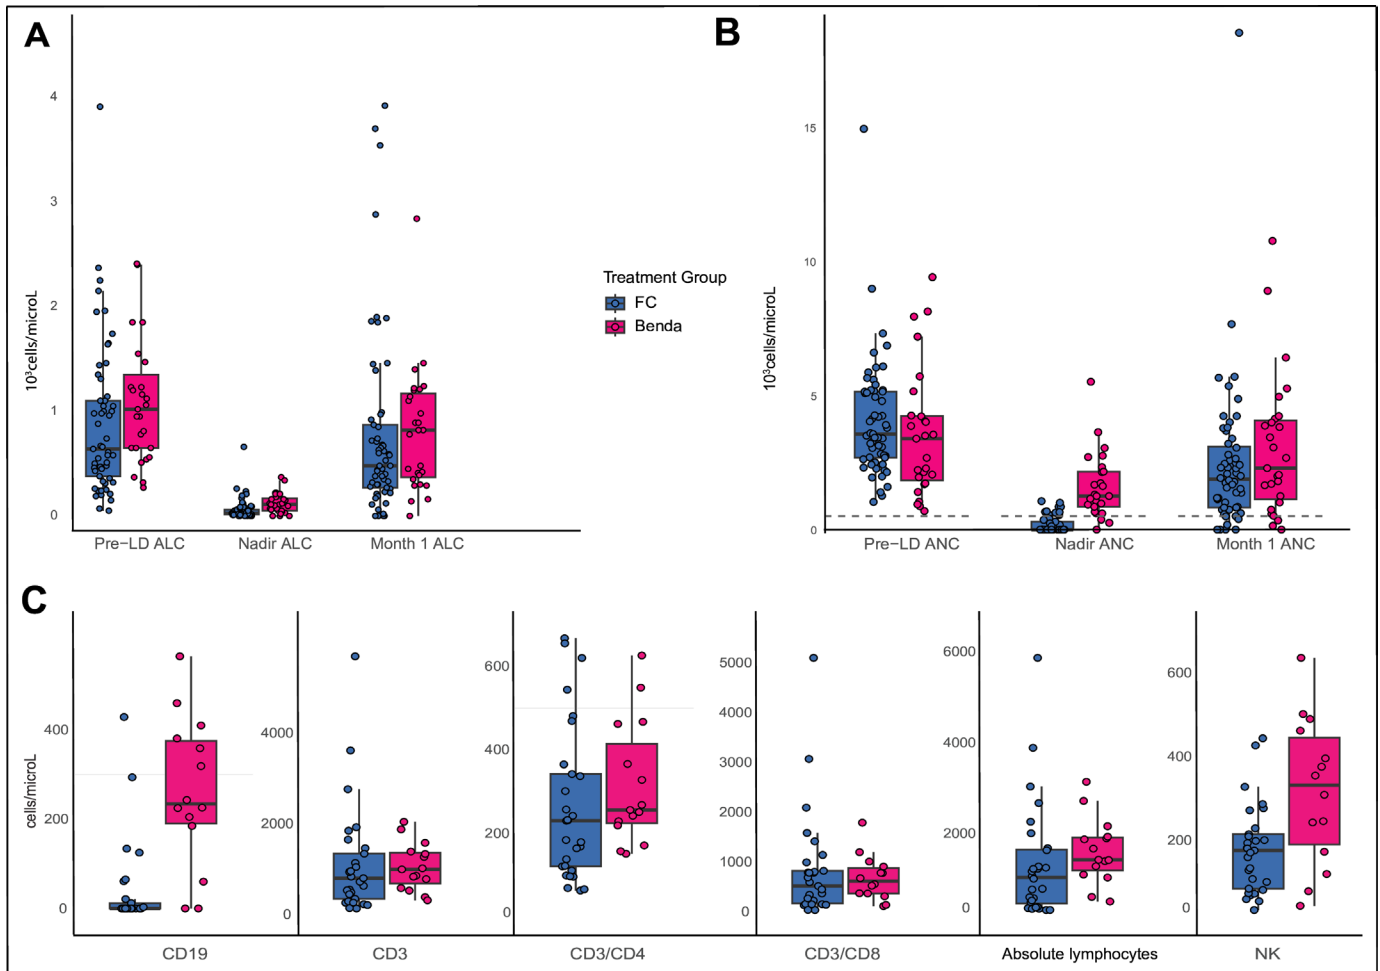 A
B
4
3
2
1
0
10³cells/microL
Pre−LD ALC
Nadir ALC
Month 1 ALC
Treatment Group
FC
Benda
15
10
5
0
10³cells/microL
Pre−LD ANC
Nadir ANC
Month 1 ANC
C
cells/microL
400
200
0
4000
2000
0
600
400
200
0
5000
4000
3000
2000
1000
0
6000
4000
2000
0
600
400
200
0
CD19
CD3
CD3/CD4
CD3/CD8
Absolute lymphocytes
NK